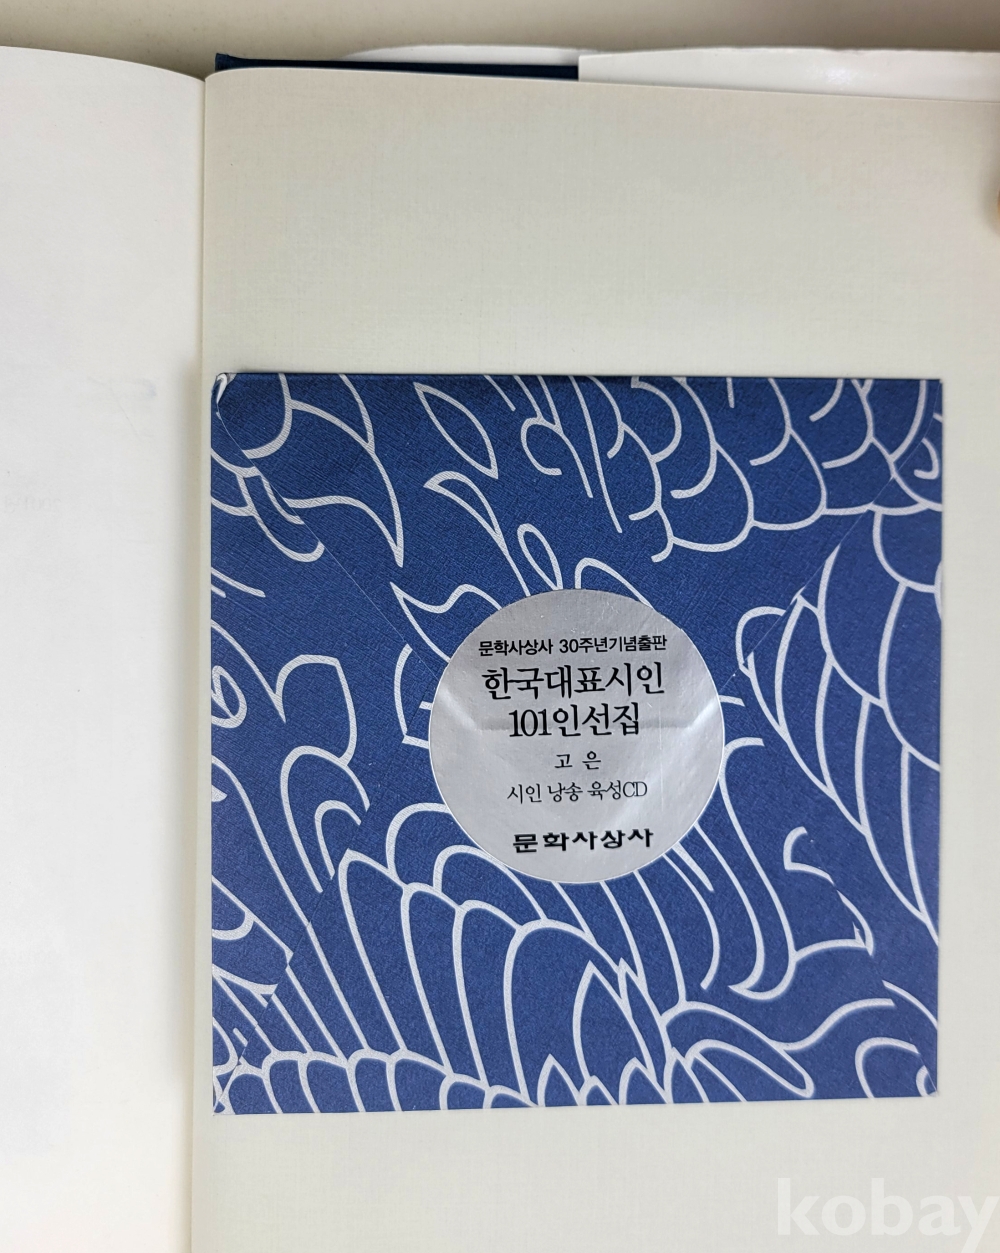 문학사상사 30주년기념출판
한국대표시인
101인선집
고 은
시인 낭송 육성CD
문학사상사
kobay